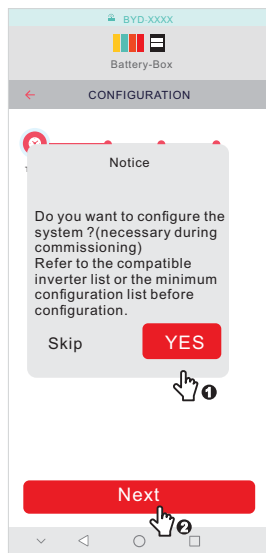 BYD-XXXX
Battery-Box
CONFIGURATION
Notice
Do you want to configure the
system ?(necessary during
commissioning)
Refer to the compatible
inverter list or the minimum
configuration list before
configuration.
Skip YES
1
Next
2